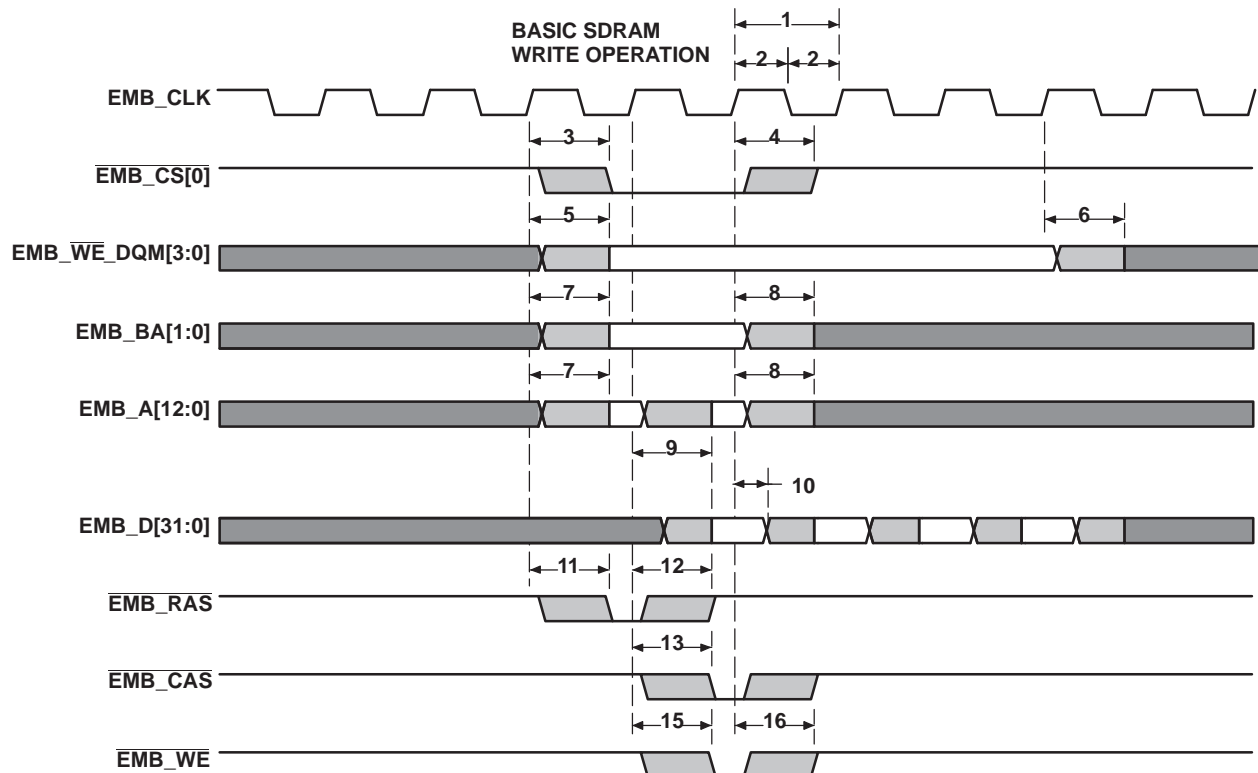 BASIC SDRAM
WRITE OPERATION
1
2 2
EMB_CLK
3 4
EMB_CS[0]
5 6
EMB_WE_DQM[3:0]
7 8
EMB_BA[1:0]
7 8
EMB_A[12:0]
9
10
EMB_D[31:0]
11 12
EMB_RAS
13
EMB_CAS
15 16
EMB_WE